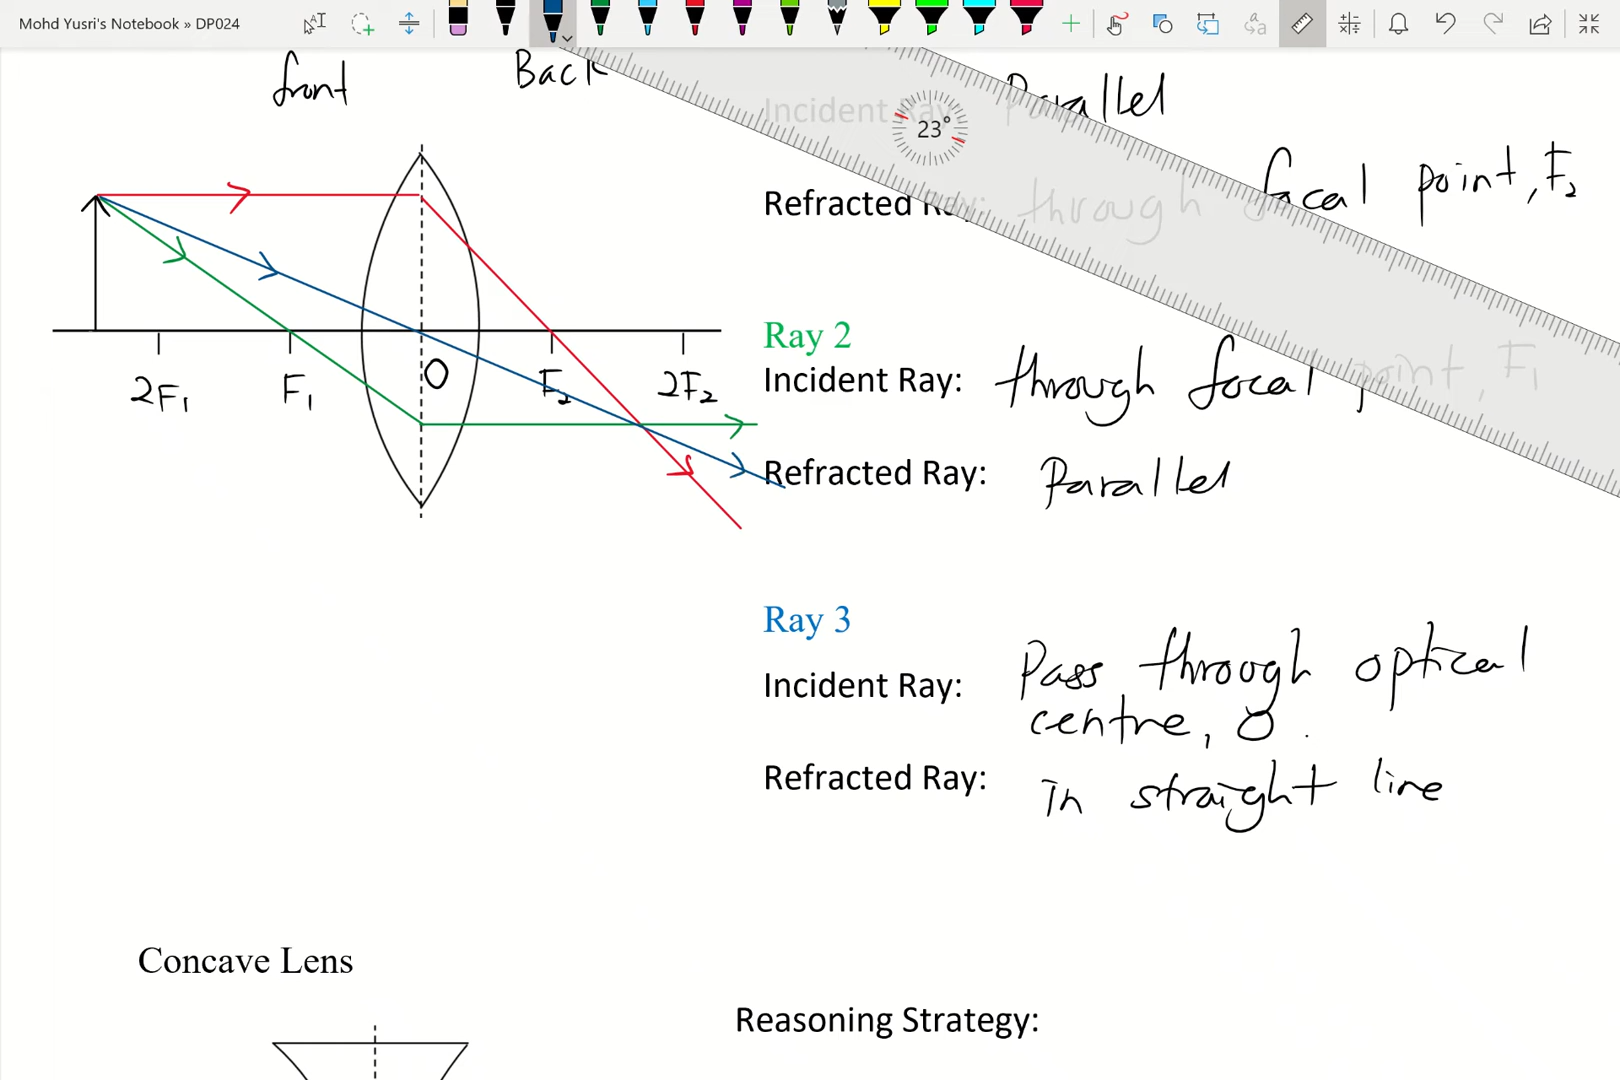 Mohd Yusri's Notebook » DP024
front
Back
Incident Ray: Parallel
23°
Refracted Ray: through focal point, F₂
2F₁
F₁
O
F₂
2F₂
Ray 2
Incident Ray: through focal point, F₁
Refracted Ray: Parallel
Ray 3
Incident Ray: Pass through optical
centre, O.
Refracted Ray: in straight line
Concave Lens
Reasoning Strategy: